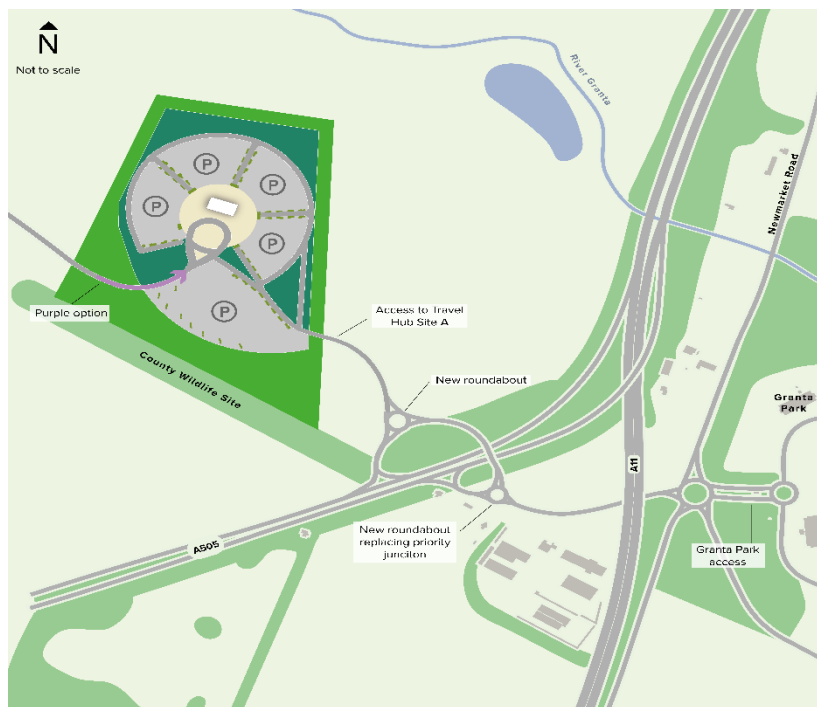 N
Not to scale
River Granta
Newmarket Road
P
P
P
P
P
Purple option
Access to Travel
Hub Site A
County Wildlife Site
New roundabout
Granta
Park
A11
New roundabout
replacing priority
junciton
A505
Granta Park
access